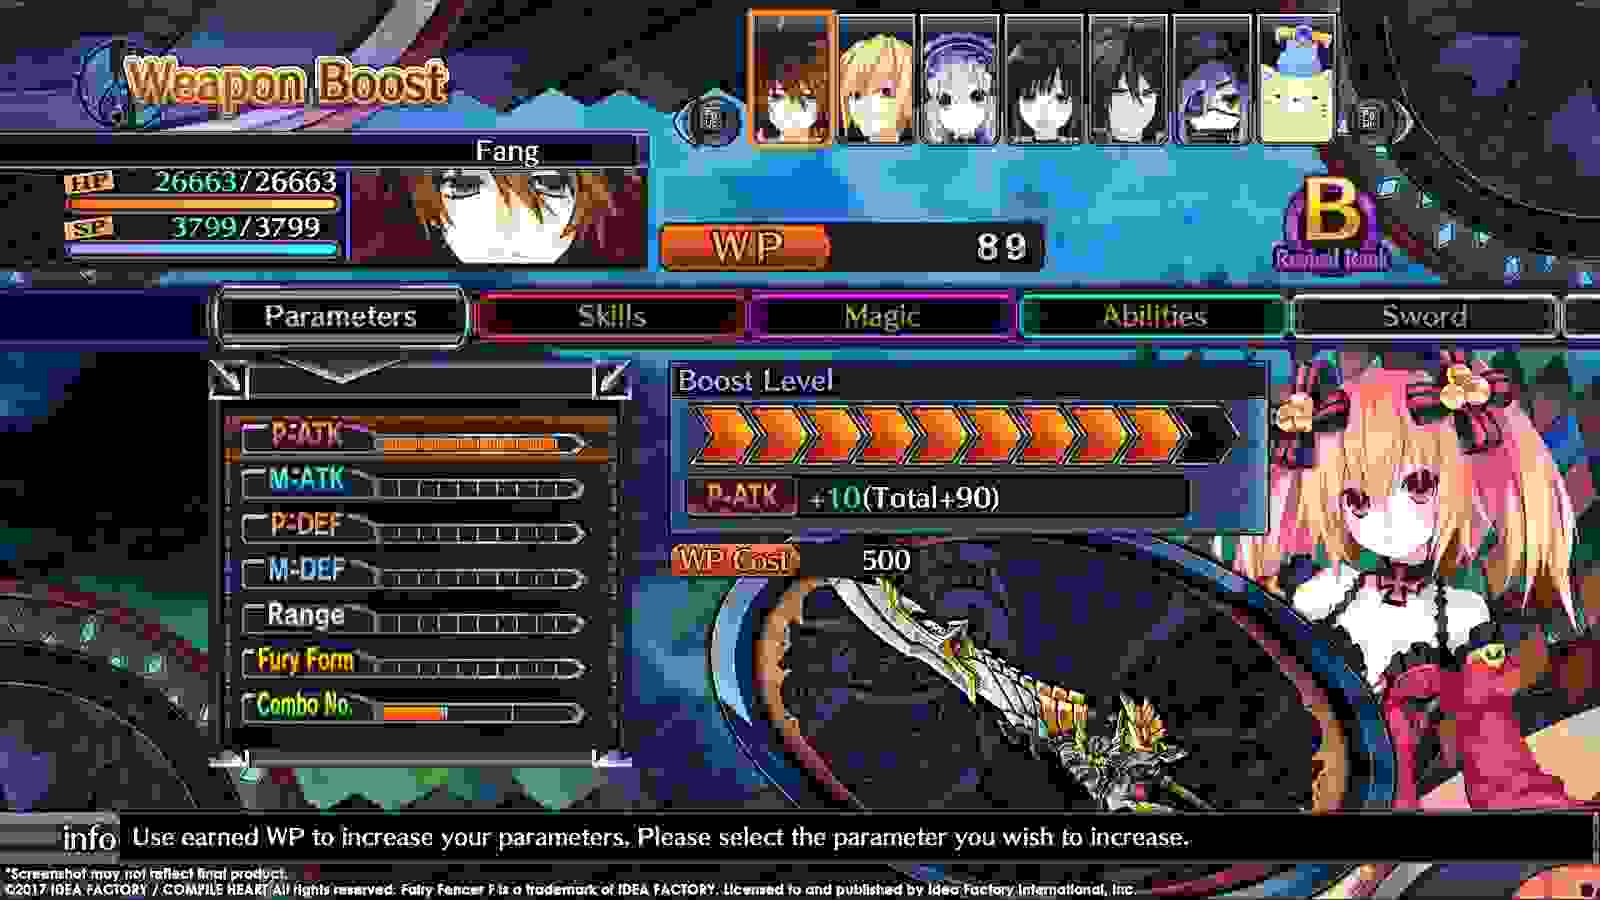 Weapon Boost
Fang
HP 26663/26663
SP 3799/3799
WP 89
B
Revival Rank
Parameters Skills Magic Abilities Sword
Boost Level
P-ATK +10(Total+90)
WP Cost 500
P-ATK
M-ATK
P-DEF
M-DEF
Range
Fury Form
Combo No.
info Use earned WP to increase your parameters. Please select the parameter you wish to increase.
*Screenshot may not reflect final product.
©2017 IDEA FACTORY / COMPILE HEART All rights reserved. Fairy Fencer F is a trademark of IDEA FACTORY. Licensed to and published by Idea Factory International, Inc.